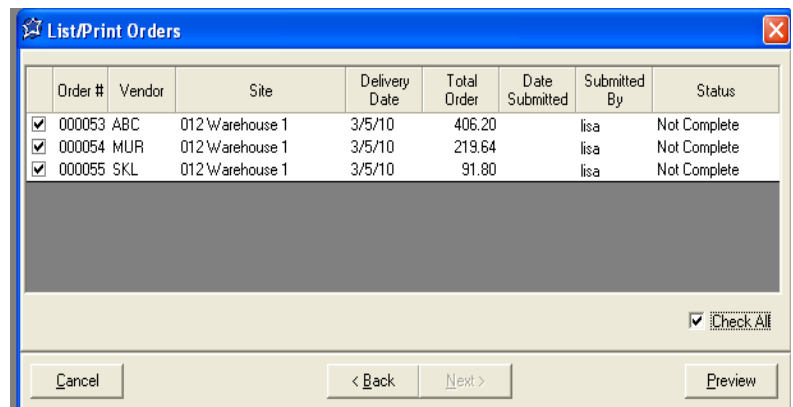 List/Print Orders
Order # Vendor Site Delivery Date Total Order Date Submitted Submitted By Status
000053 ABC 012 Warehouse 1 3/5/10 406.20 lisa Not Complete
000054 MUR 012 Warehouse 1 3/5/10 219.64 lisa Not Complete
000055 SKL 012 Warehouse 1 3/5/10 91.80 lisa Not Complete
Check All
Cancel < Back Next > Preview